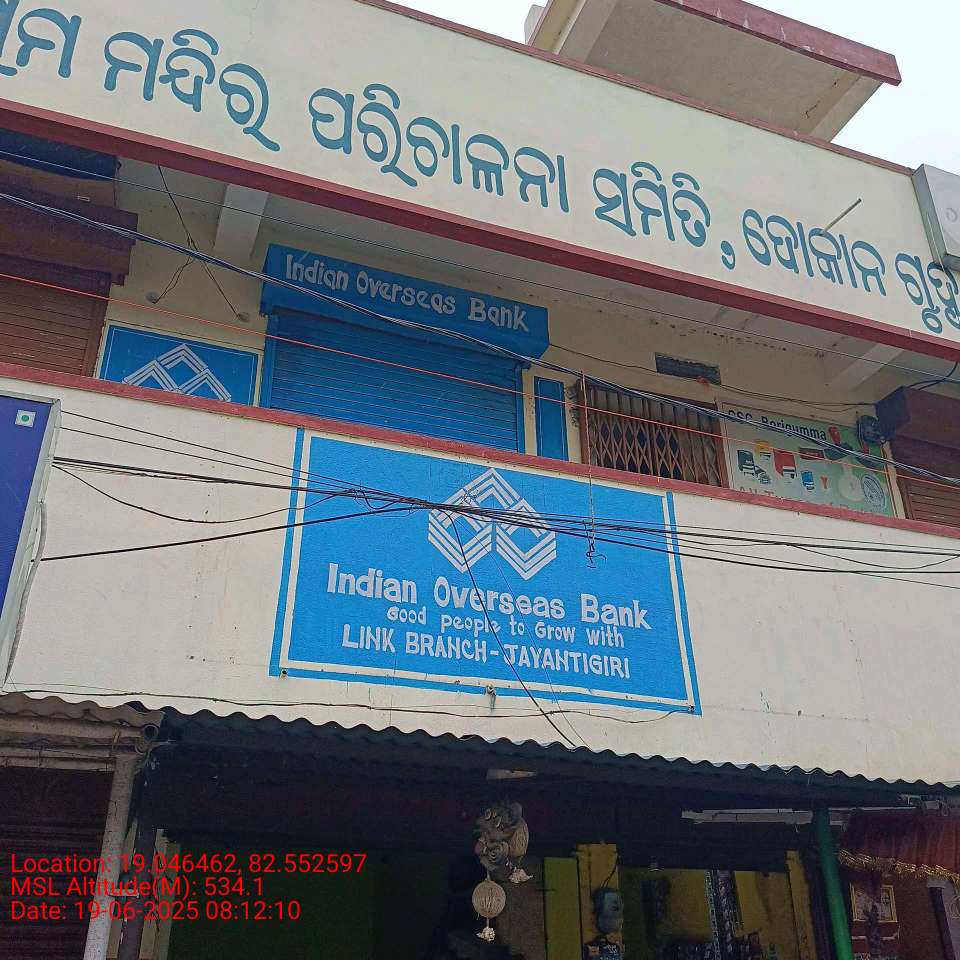 ମନ୍ଦିର ପରିଚାଳନା ସମିତି, ଦୋକାନ ଗୃହ
Indian Overseas Bank
CSC Borigumma
Indian Overseas Bank
Good people to Grow with
LINK BRANCH-JAYANTIGIRI
Location: 19.046462, 82.552597
MSL Altitude(M): 534.1
Date: 19-06-2025 08:12:10